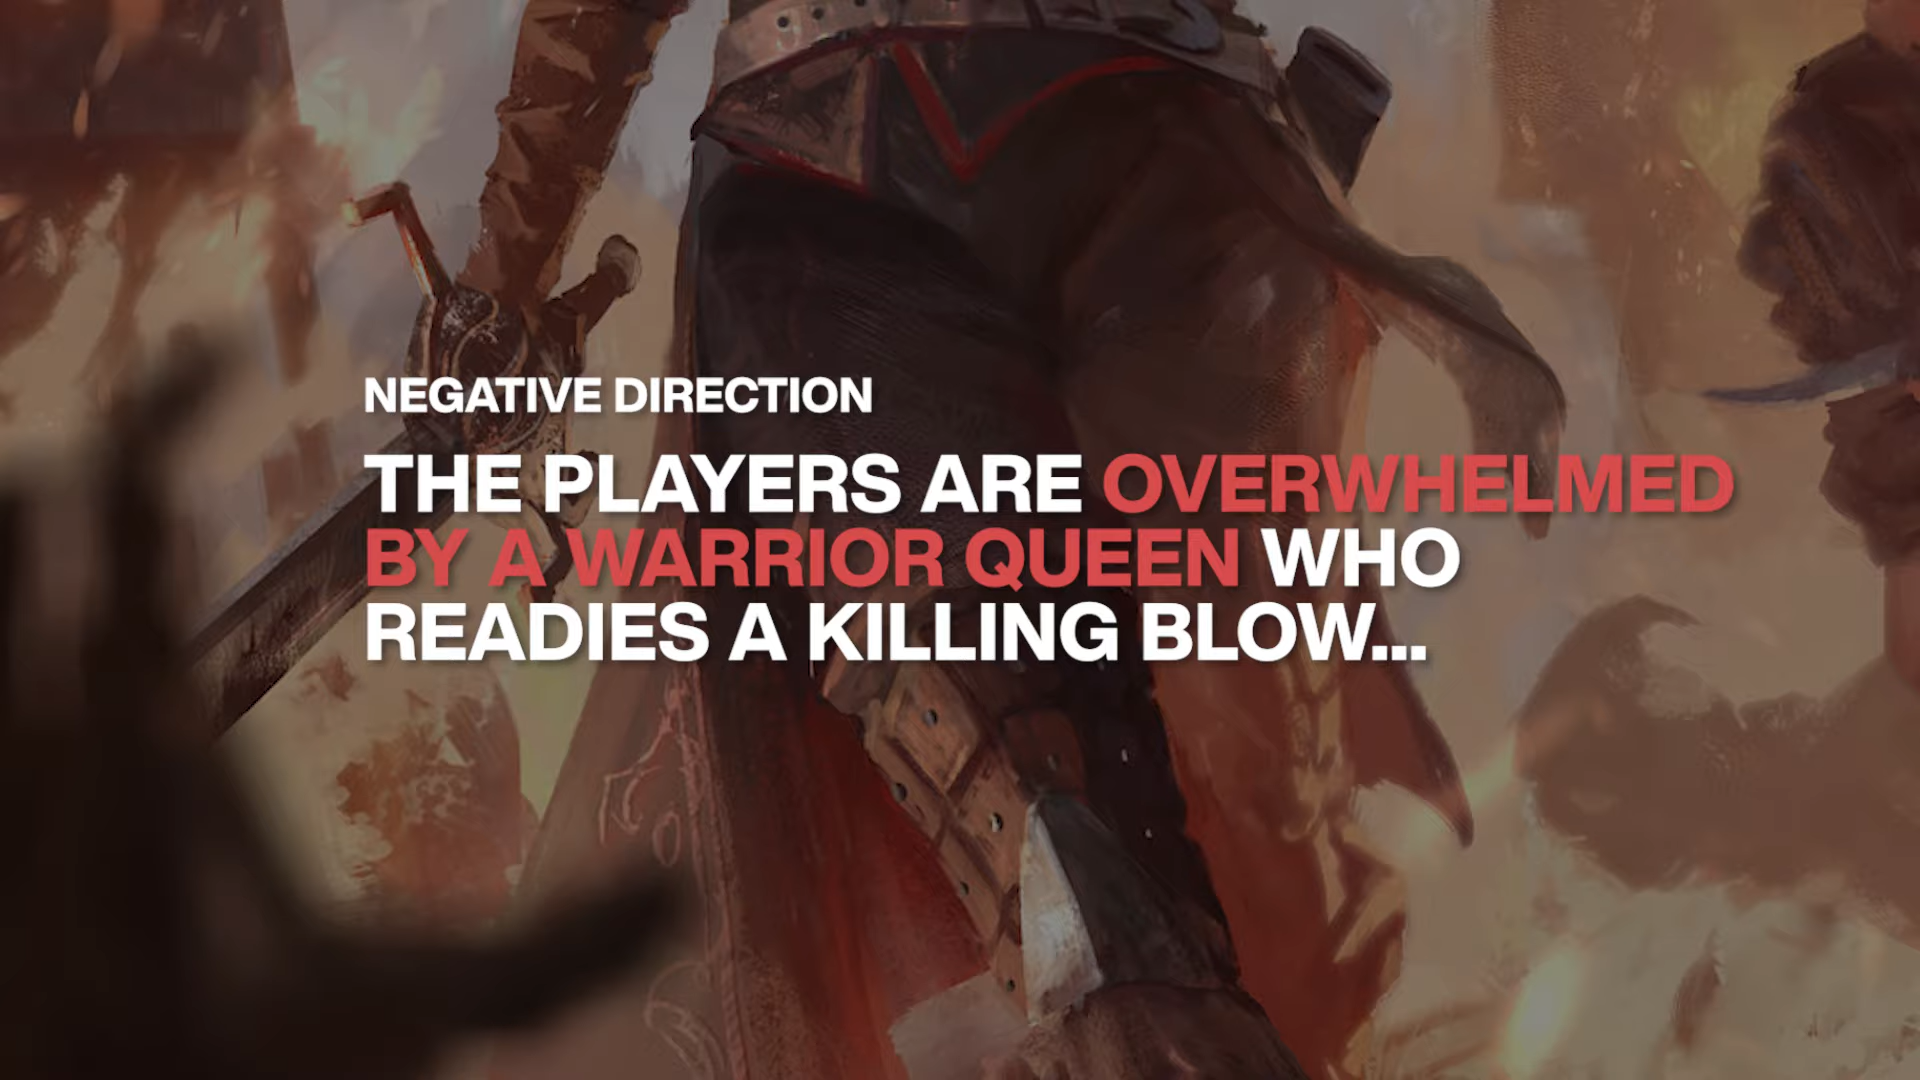 NEGATIVE DIRECTION
THE PLAYERS ARE OVERWHELMED
BY A WARRIOR QUEEN WHO
READIES A KILLING BLOW...